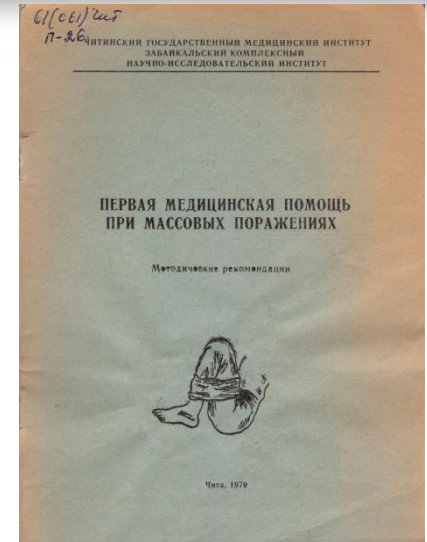 61(061)Чит
П-26
ЧИТИНСКИЙ ГОСУДАРСТВЕННЫЙ МЕДИЦИНСКИЙ ИНСТИТУТ
ЗАБАЙКАЛЬСКИЙ КОМПЛЕКСНЫЙ
НАУЧНО-ИССЛЕДОВАТЕЛЬСКИЙ ИНСТИТУТ
ПЕРВАЯ МЕДИЦИНСКАЯ ПОМОЩЬ
ПРИ МАССОВЫХ ПОРАЖЕНИЯХ
Методические рекомендации
Чита, 1979